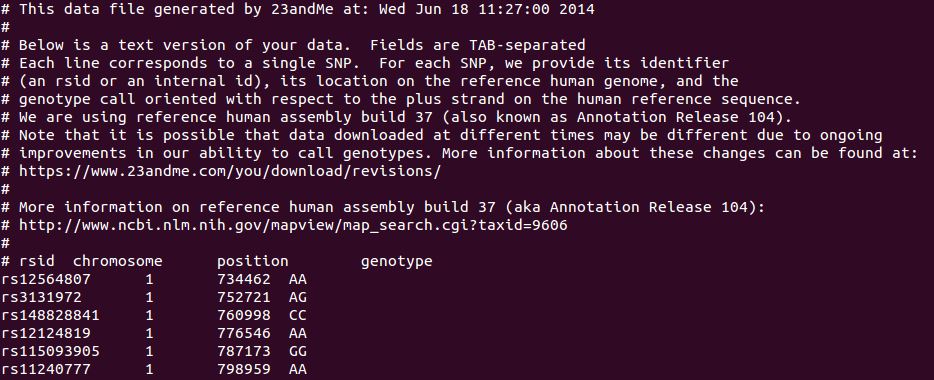 # This data file generated by 23andMe at: Wed Jun 18 11:27:00 2014
#
# Below is a text version of your data.  Fields are TAB-separated
# Each line corresponds to a single SNP.  For each SNP, we provide its identifier
# (an rsid or an internal id), its location on the reference human genome, and the
# genotype call oriented with respect to the plus strand on the human reference sequence.
# We are using reference human assembly build 37 (also known as Annotation Release 104).
# Note that it is possible that data downloaded at different times may be different due to ongoing
# improvements in our ability to call genotypes. More information about these changes can be found at:
# https://www.23andme.com/you/download/revisions/
#
# More information on reference human assembly build 37 (aka Annotation Release 104):
# http://www.ncbi.nlm.nih.gov/mapview/map_search.cgi?taxid=9606
#
# rsid  chromosome      position        genotype
rs12564807      1       734462  AA
rs3131972       1       752721  AG
rs148828841     1       760998  CC
rs12124819      1       776546  AA
rs115093905     1       787173  GG
rs11240777      1       798959  AA